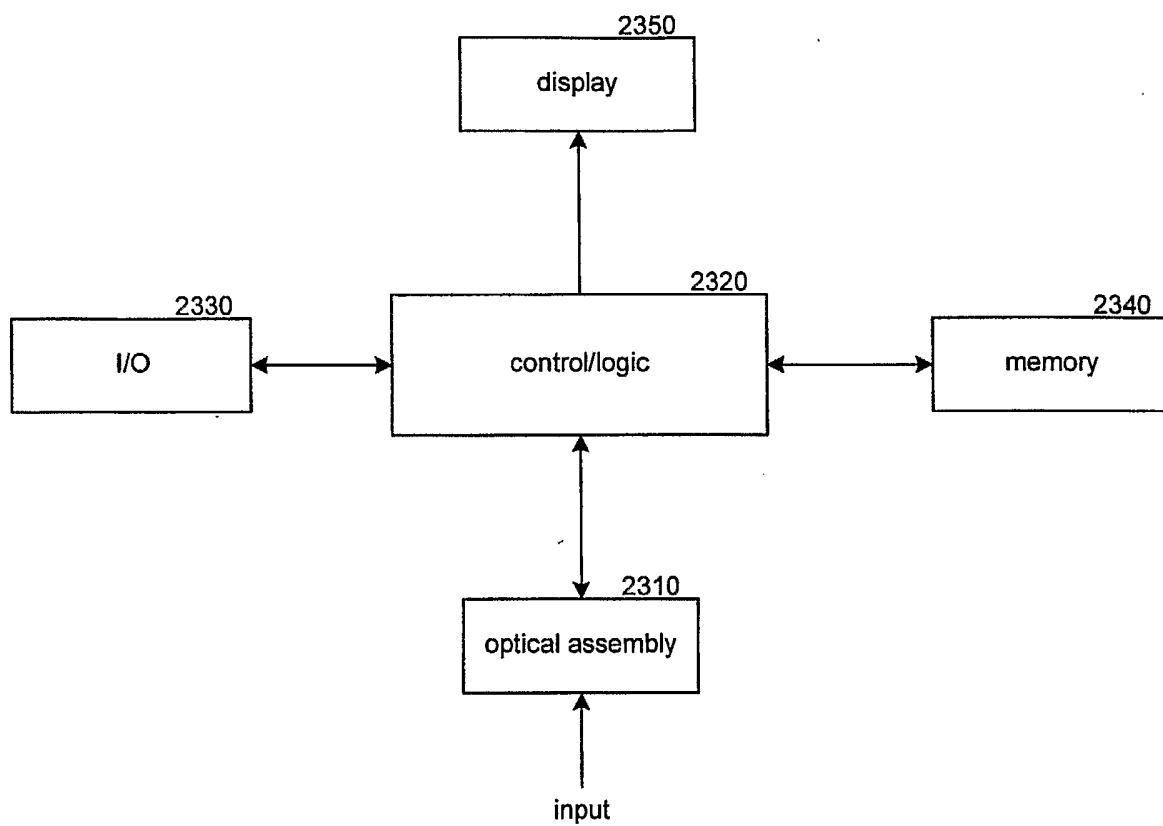 2350
display
2320
control/logic
2330
I/O
2340
memory
2310
optical assembly
input